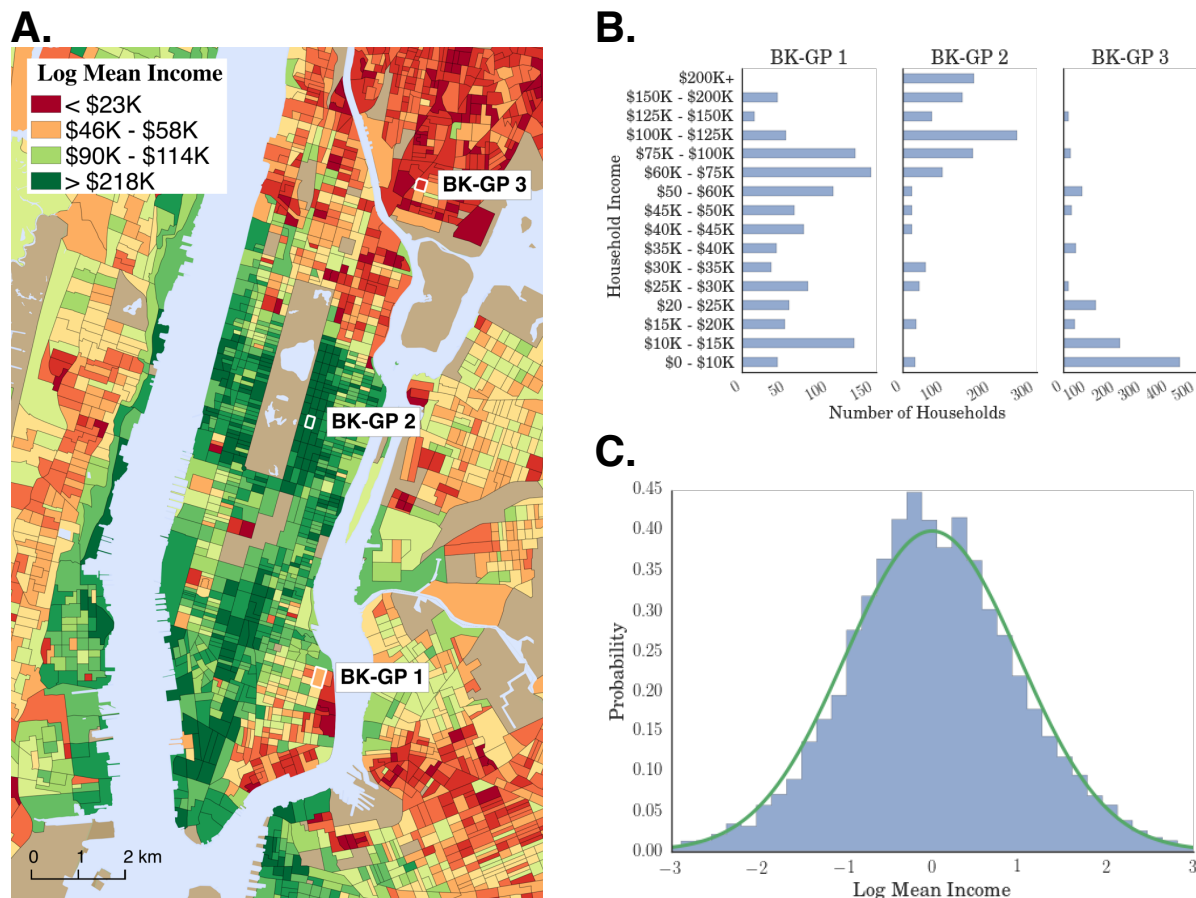 A.
Log Mean Income
< $23K
$46K - $58K
$90K - $114K
> $218K
BK-GP 3
BK-GP 2
BK-GP 1
0 1 2 km
B.
BK-GP 1 BK-GP 2 BK-GP 3
Household Income
$200K+
$150K - $200K
$125K - $150K
$100K - $125K
$75K - $100K
$60K - $75K
$50 - $60K
$45K - $50K
$40K - $45K
$35K - $40K
$30K - $35K
$25K - $30K
$20 - $25K
$15K - $20K
$10K - $15K
$0 - $10K
0 50 100 150 0 100 200 300 0 100 200 300 400 500
Number of Households
C.
Probability
0.45
0.40
0.35
0.30
0.25
0.20
0.15
0.10
0.05
0.00
−3 −2 −1 0 1 2 3
Log Mean Income